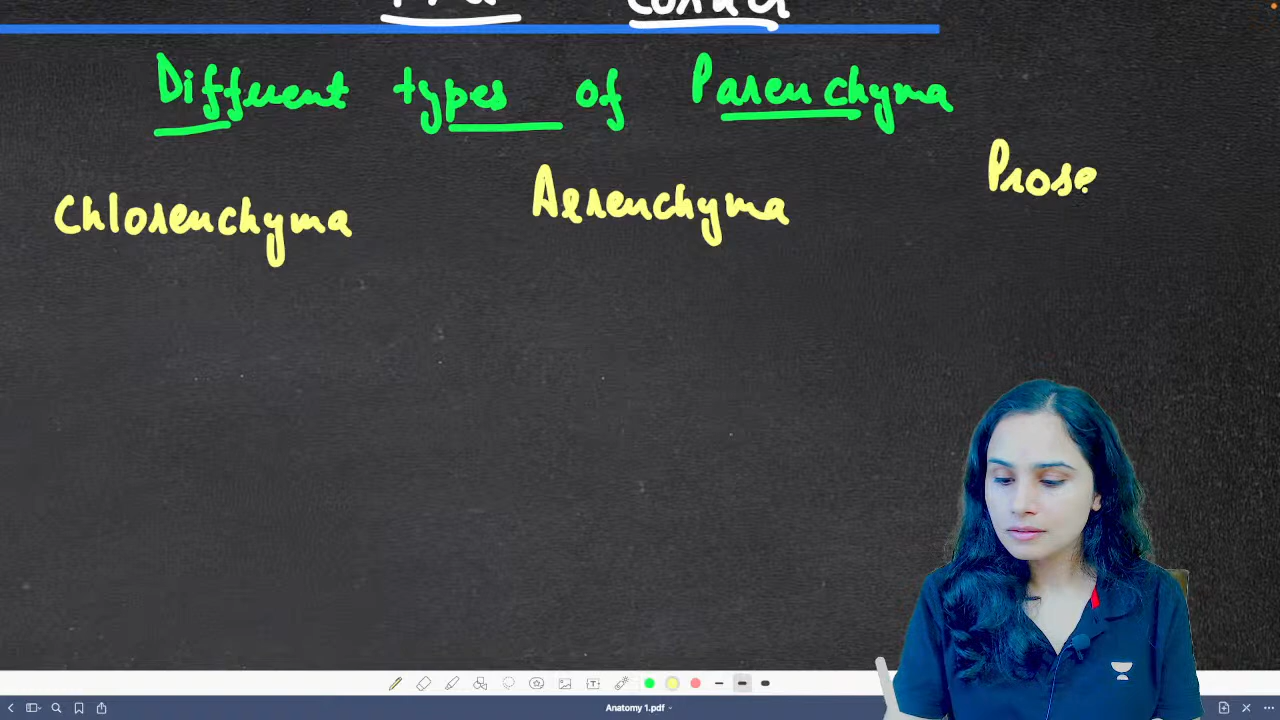 Different types of Parenchyma
Chlorenchyma Aerenchyma Prose
Anatomy 1.pdf